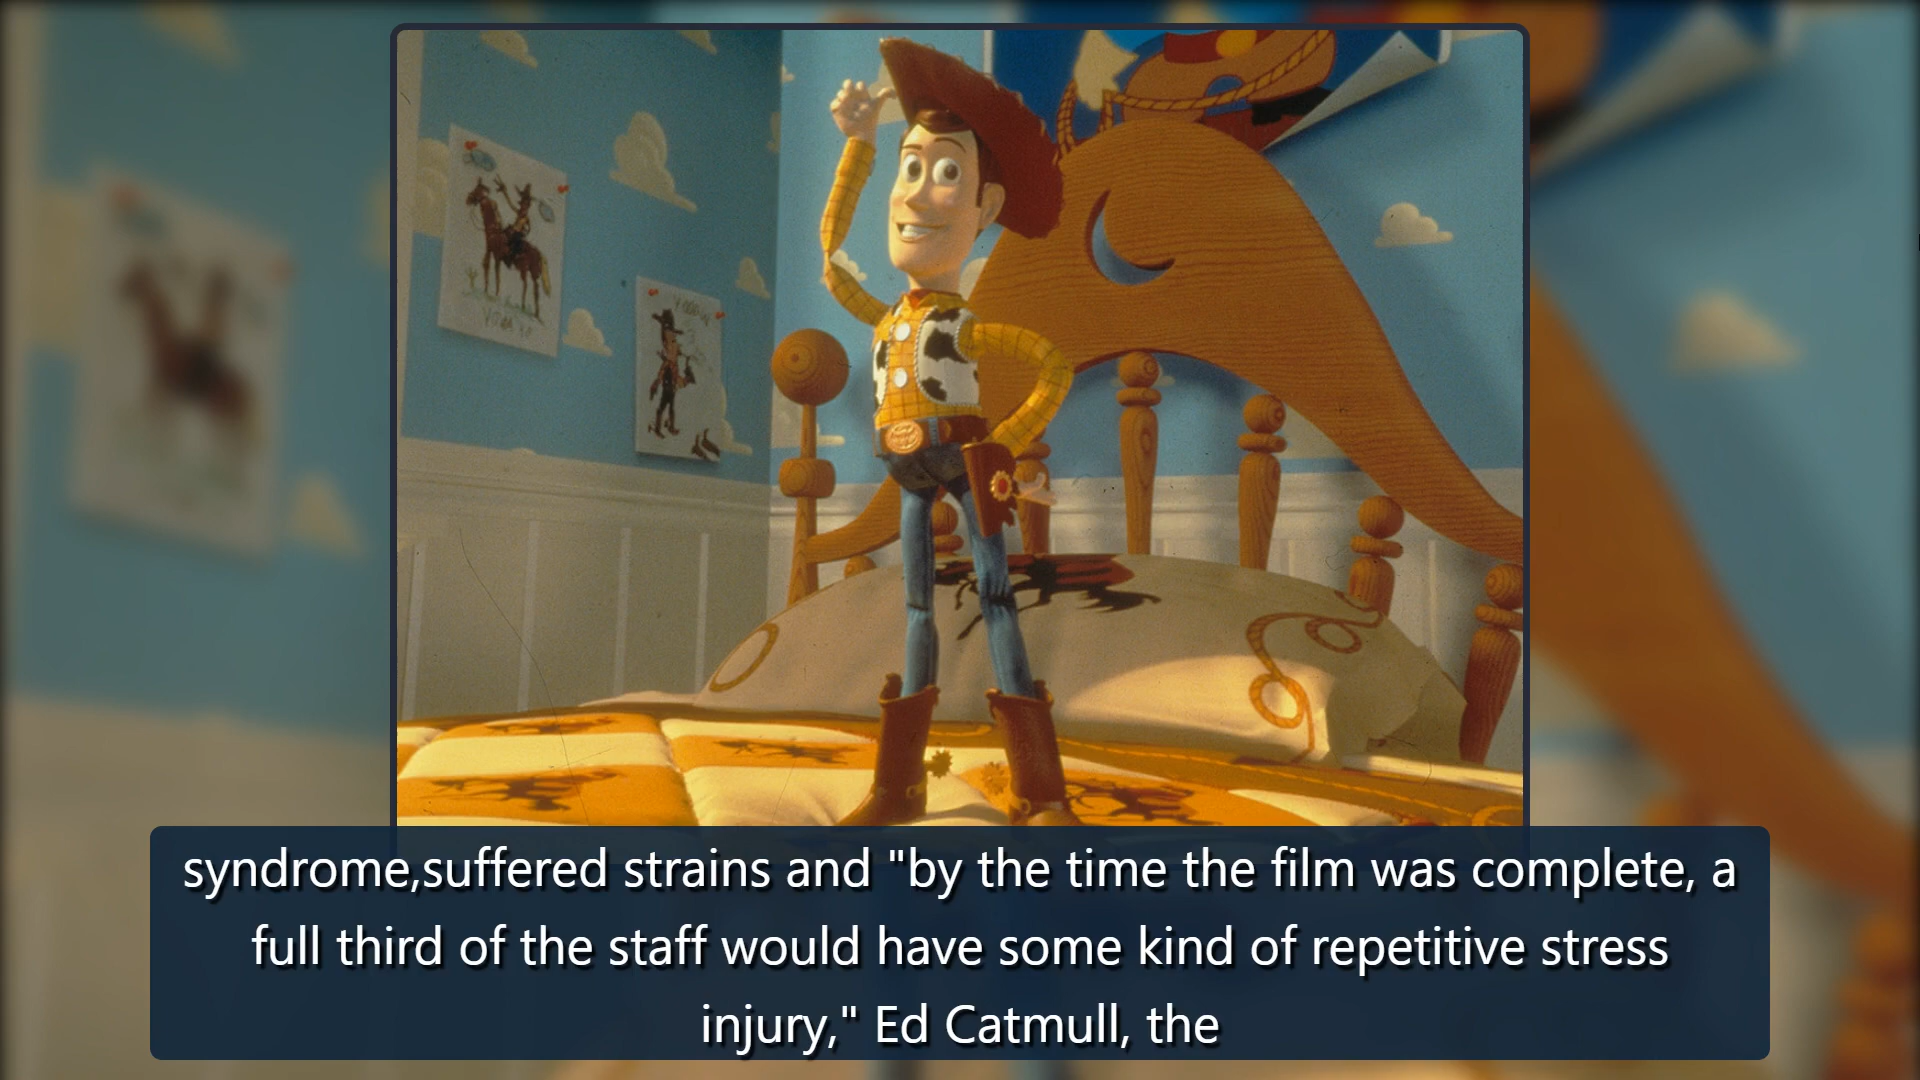 syndrome,suffered strains and "by the time the film was complete, a
full third of the staff would have some kind of repetitive stress
injury," Ed Catmull, the